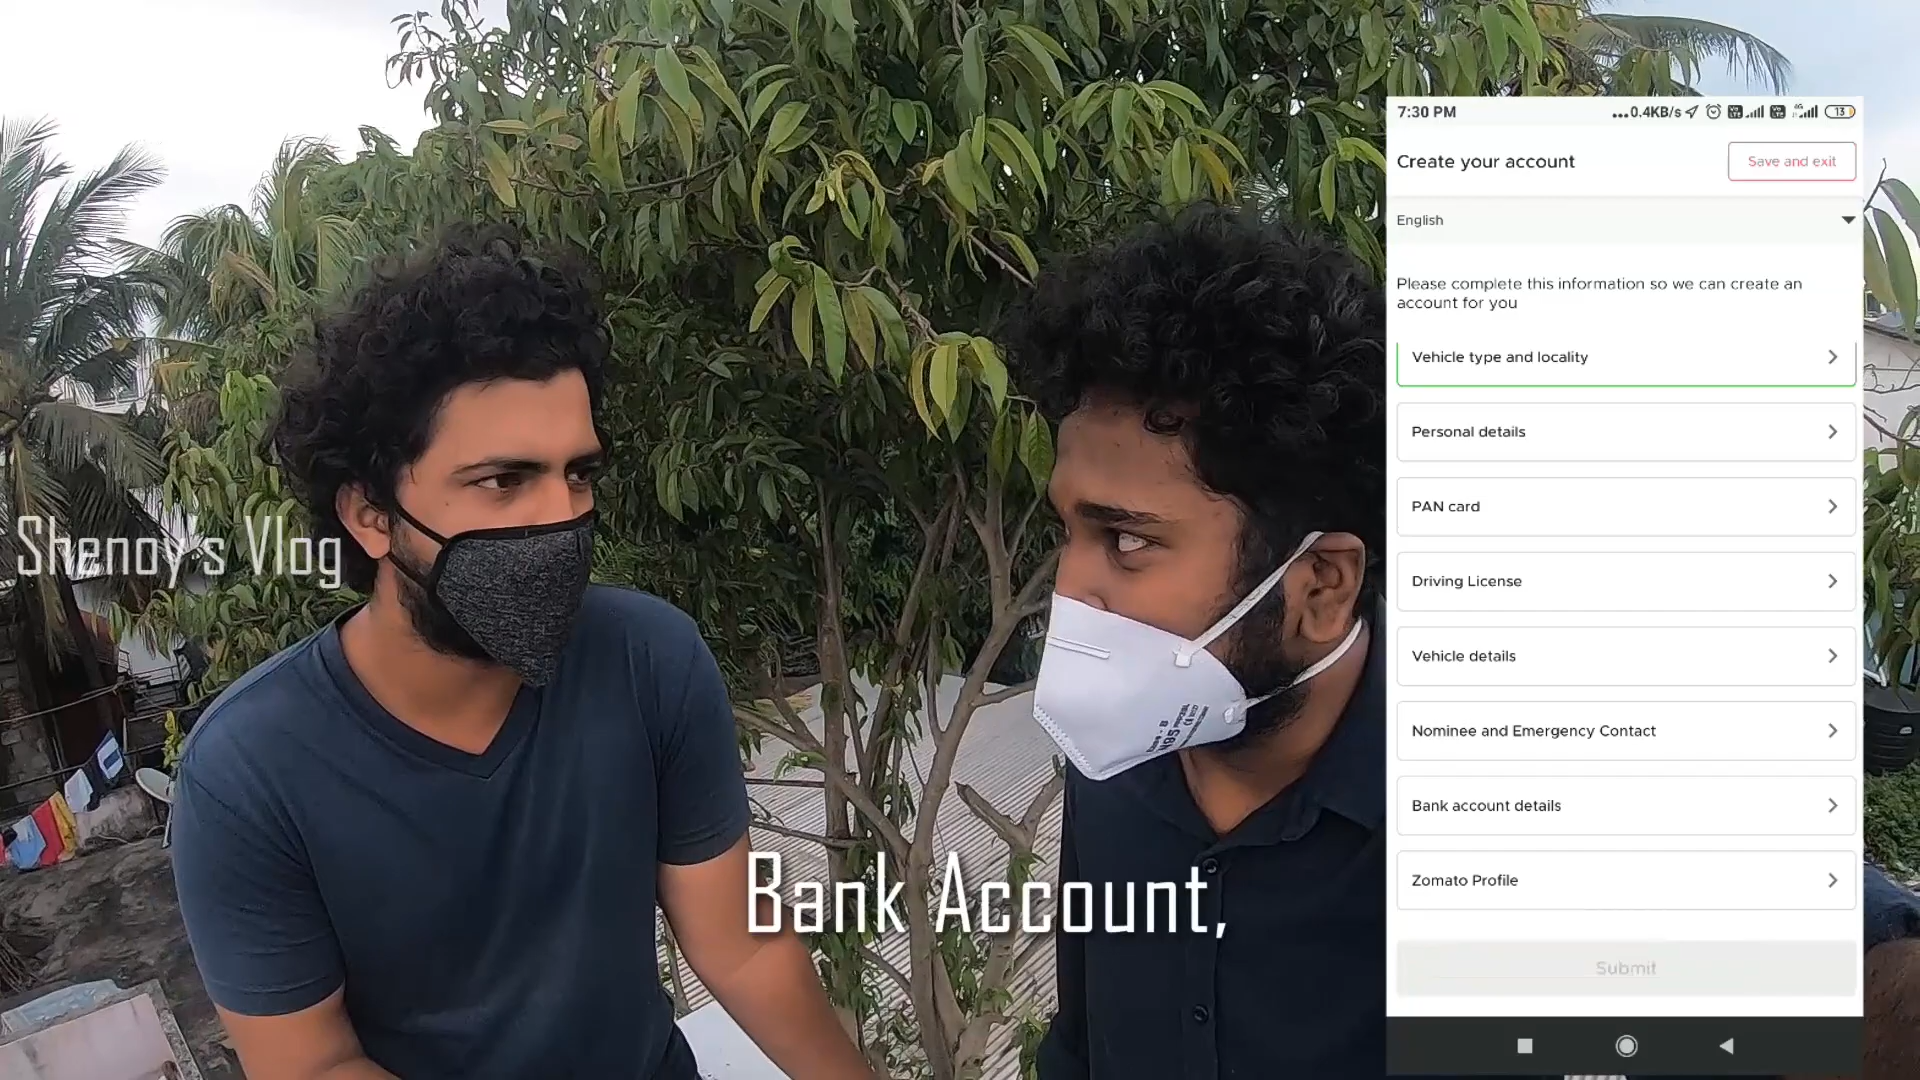 7:30 PM
...0.4KB/s
13
Create your account
Save and exit
English
Please complete this information so we can create an
account for you
Vehicle type and locality
Personal details
PAN card
Driving License
Vehicle details
Nominee and Emergency Contact
Bank account details
Zomato Profile
Submit
Shenoy's Vlog
N95
Bank Account,